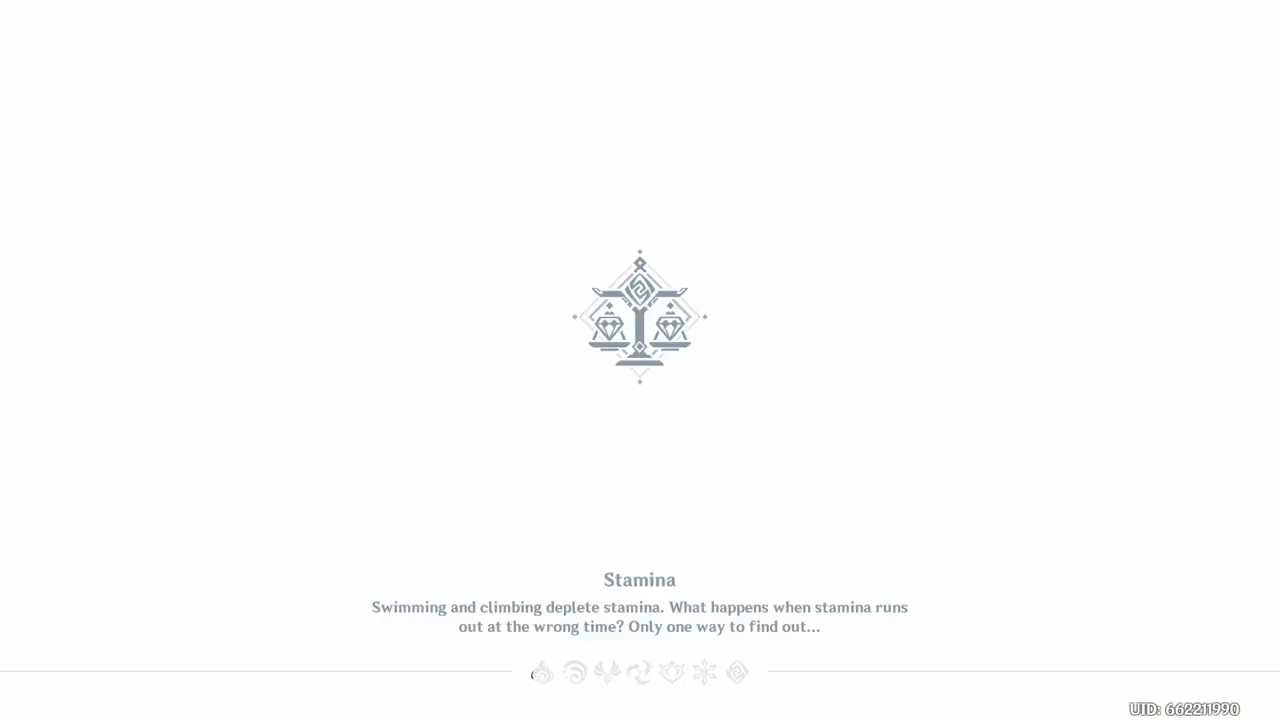 Stamina
Swimming and climbing deplete stamina. What happens when stamina runs
out at the wrong time? Only one way to find out...
UID: 662211990